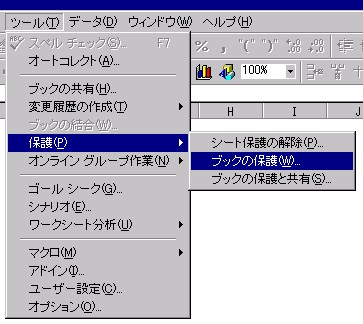 ツール(T) データ(D) ウィンドウ(W) ヘルプ(H)
スペル チェック(S)... F7
オートコレクト(A)...
100%
ブックの共有(H)...
変更履歴の作成(T)
H I J
ブックの結合(W)...
保護(P)
シート保護の解除(P)...
オンライン グループ作業(N)
ブックの保護(W)...
ブックの保護と共有(S)...
ゴール シーク(G)...
シナリオ(E)...
ワークシート分析(U)
マクロ(M)
アドイン(I)...
ユーザー設定(C)...
オプション(O)...